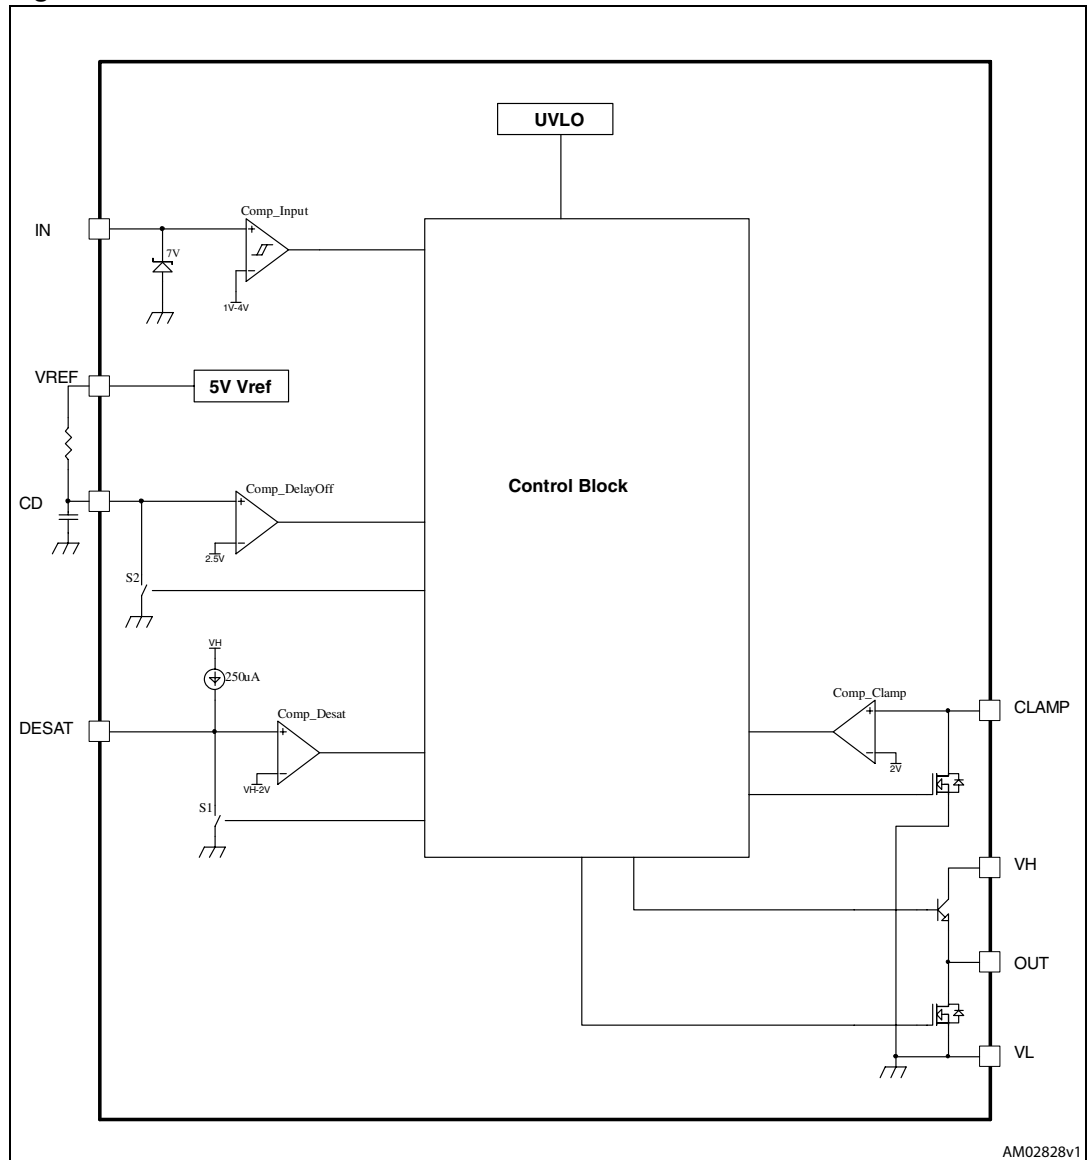 UVLO
Comp_Input
IN
7V
1V-4V
VREF
5V Vref
Control Block
Comp_DelayOff
CD
2.5V
S2
VH
250uA
Comp_Desat
DESAT
VH-2V
S1
Comp_Clamp
CLAMP
2V
VH
OUT
VL
AM02828v1